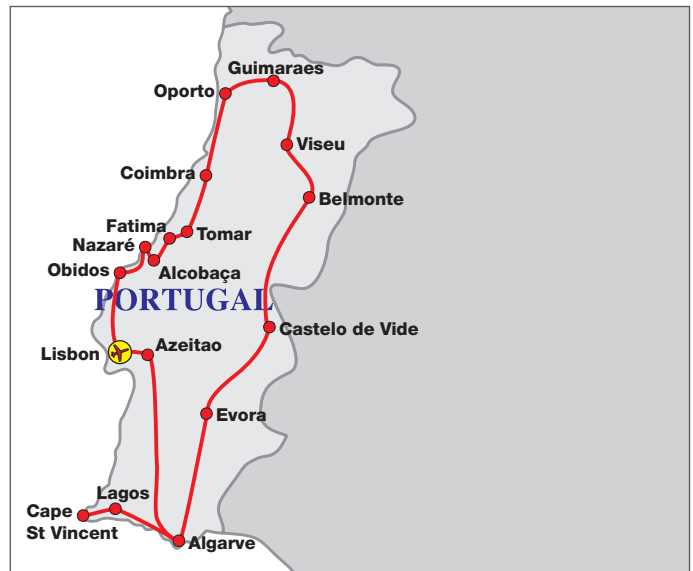 Guimaraes
Oporto
Viseu
Coimbra
Belmonte
Fatima
Tomar
Nazaré
Obidos
Alcobaça
PORTUGAL
Castelo de Vide
Azeitao
Lisbon
Evora
Lagos
Cape
St Vincent
Algarve